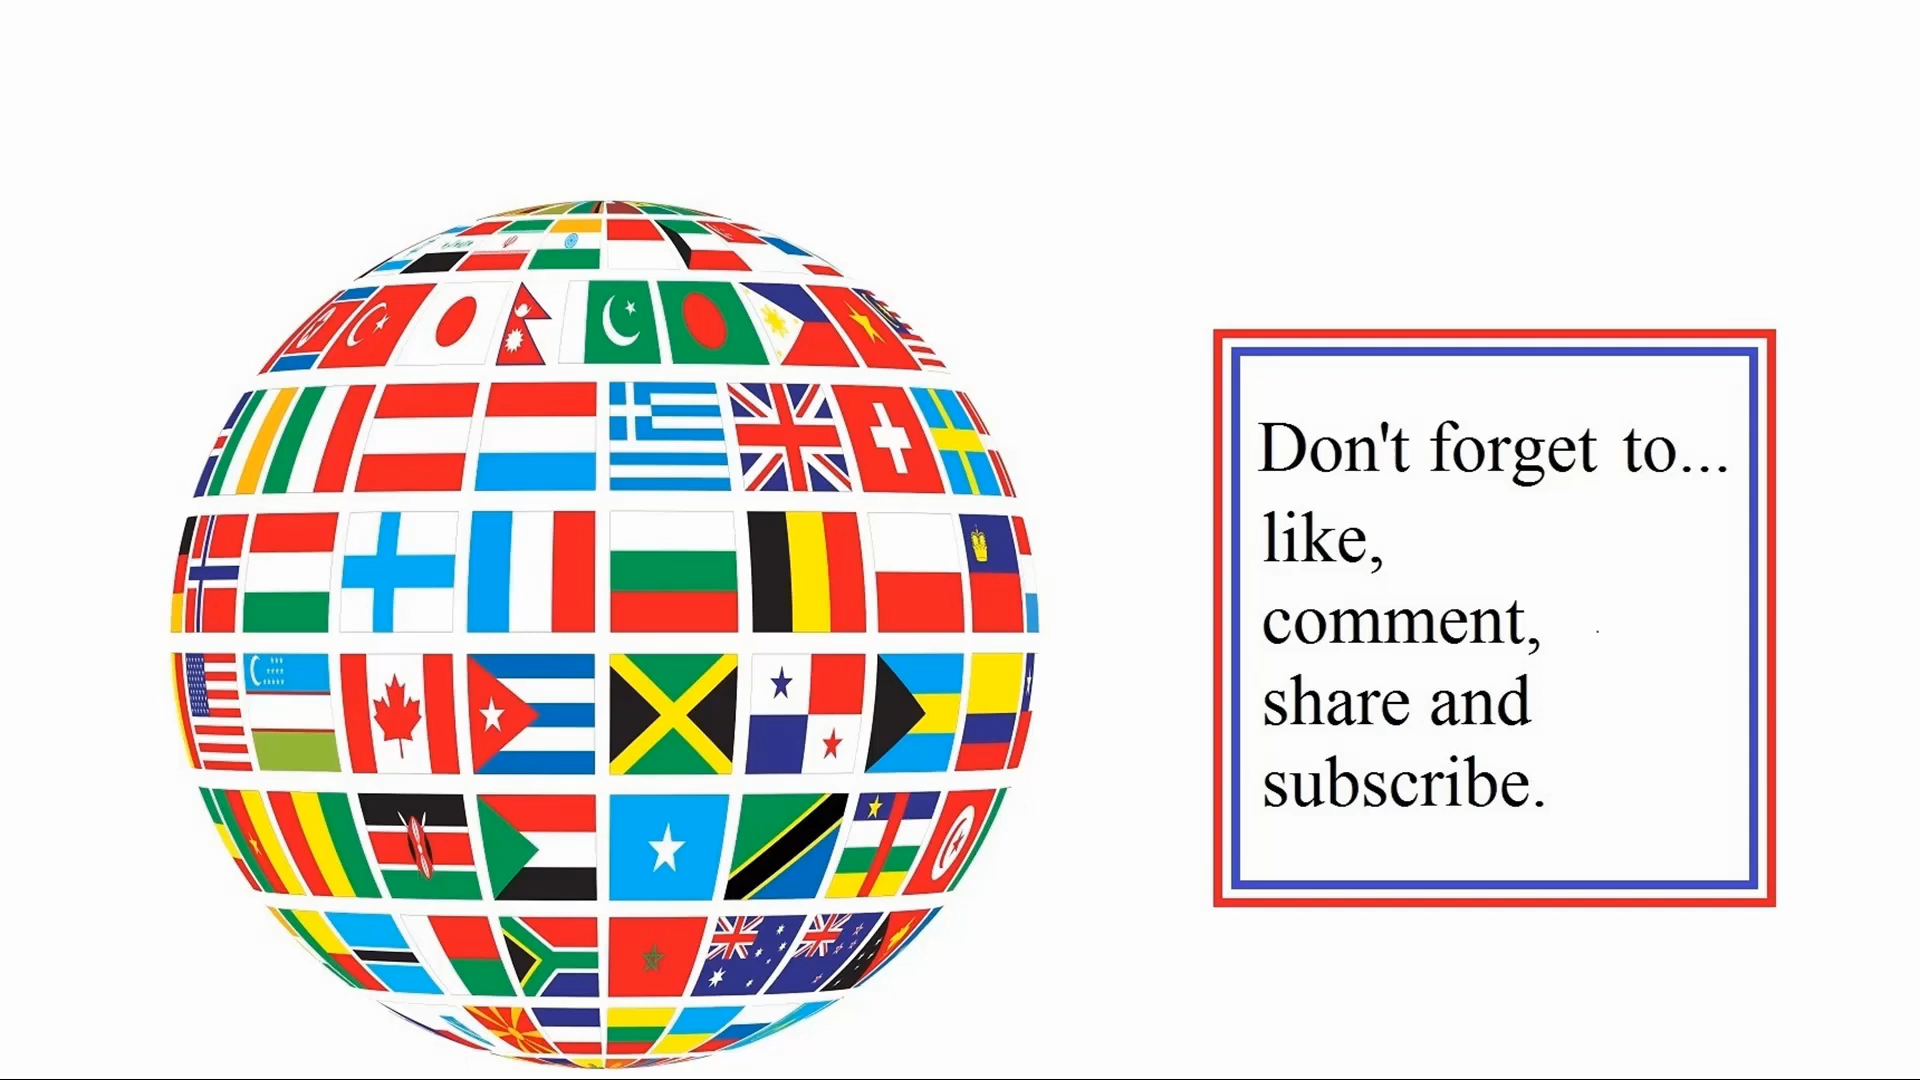 Don't forget to...
like,
comment,
share and
subscribe.